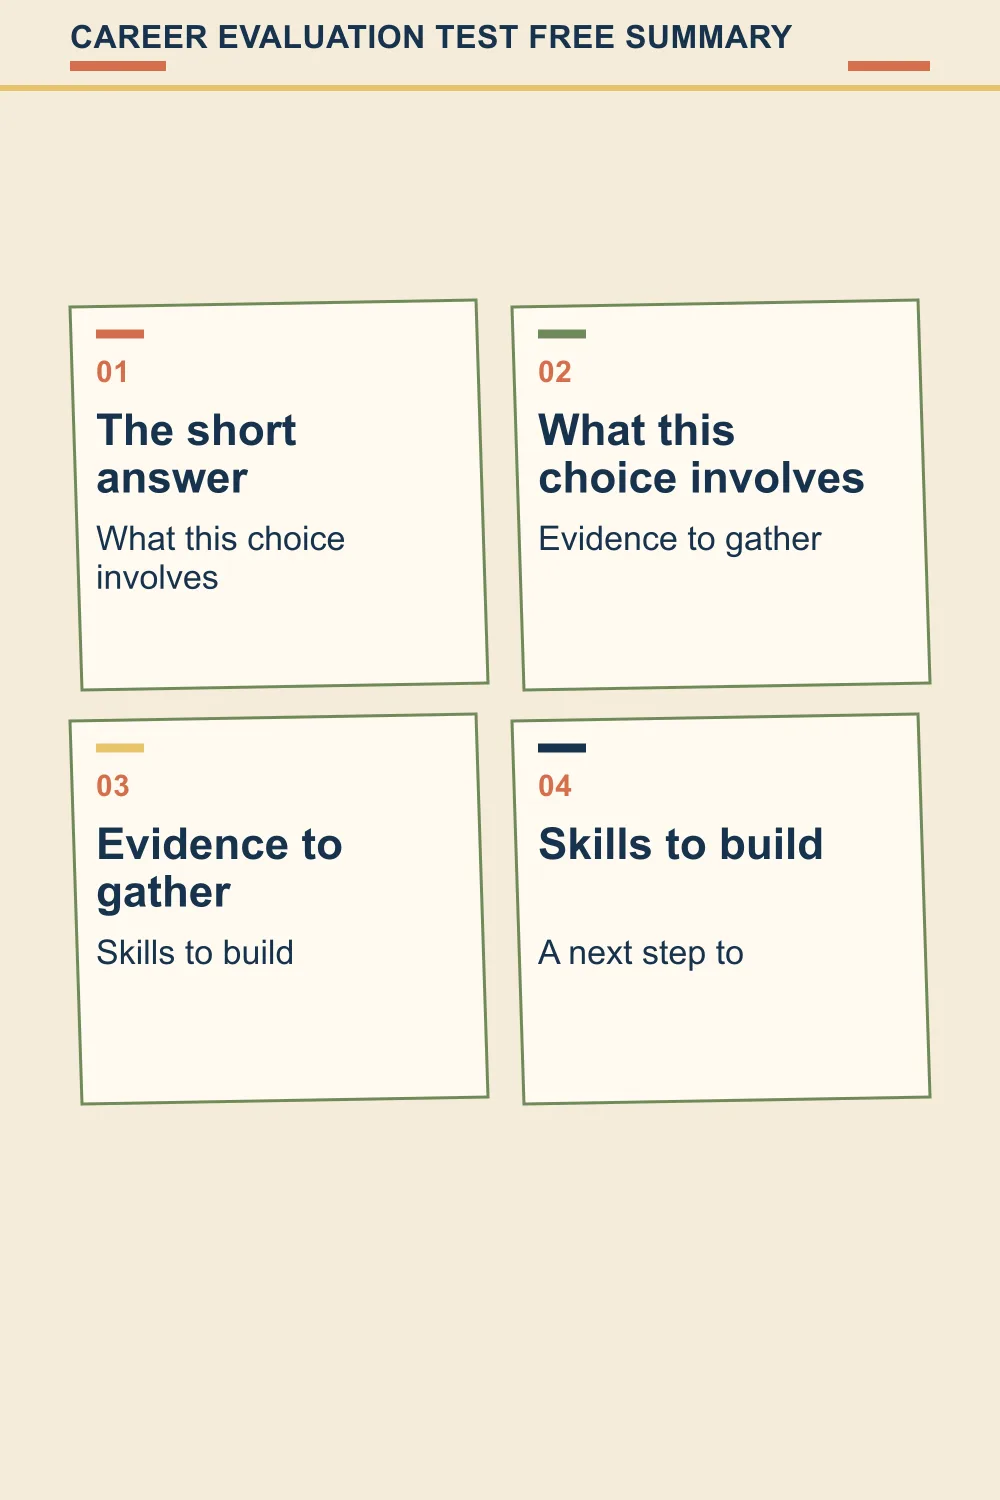 CAREER EVALUATION TEST FREE SUMMARY
01
The short
answer
What this choice
involves
02
What this
choice involves
Evidence to gather
03
Evidence to
gather
Skills to build
04
Skills to build
A next step to